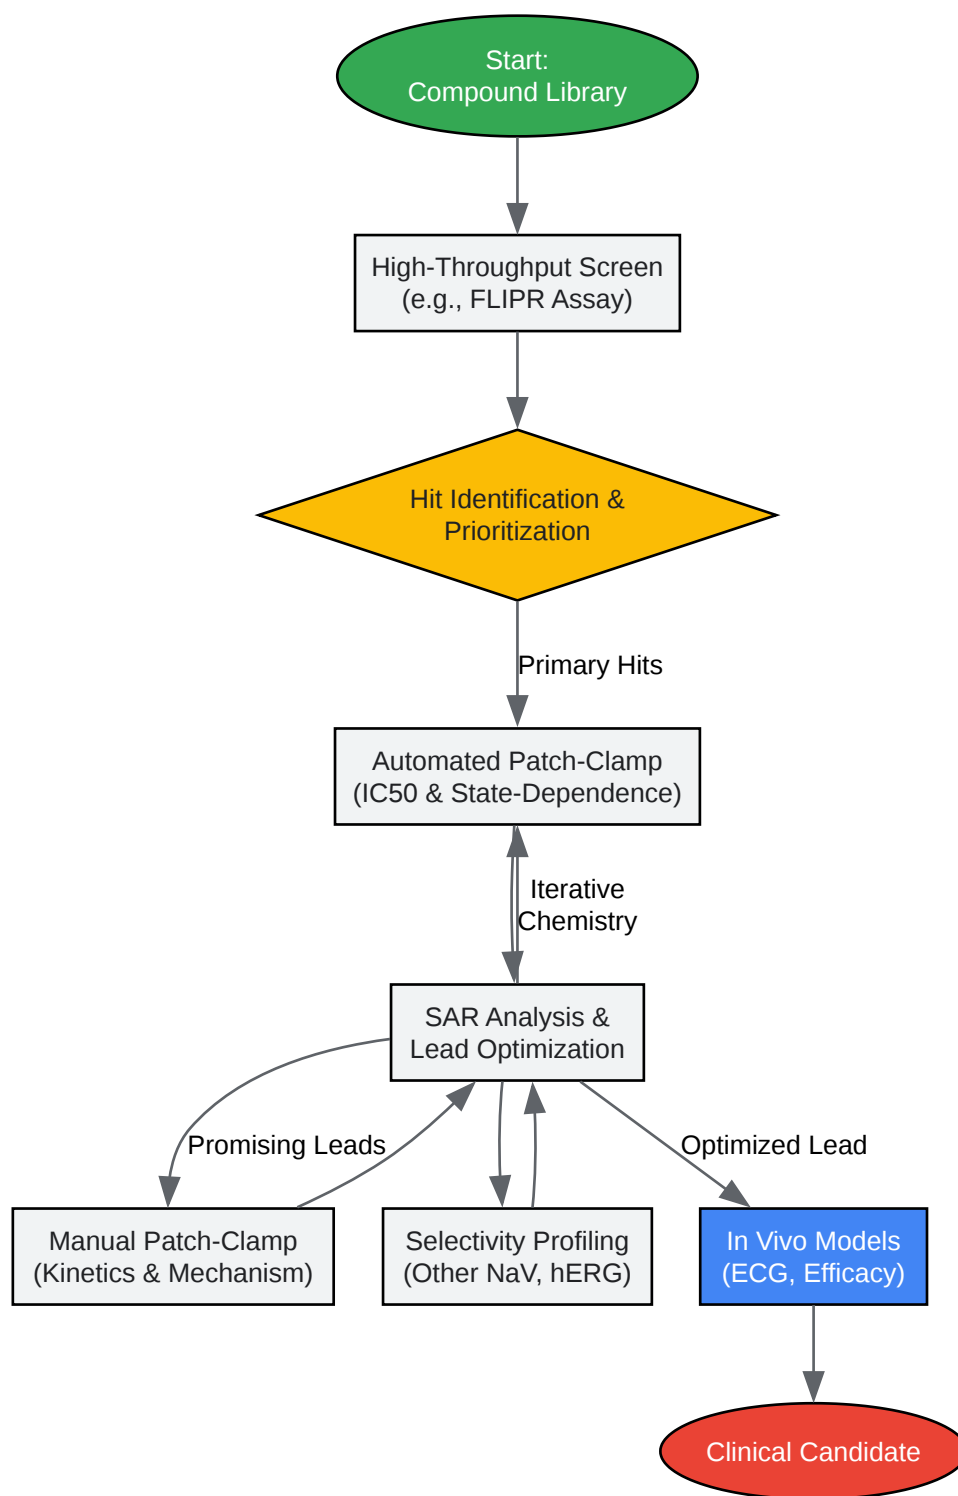 Start:
Compound Library
High-Throughput Screen
(e.g., FLIPR Assay)
Hit Identification &
Prioritization
Primary Hits
Automated Patch-Clamp
(IC50 & State-Dependence)
Iterative
Chemistry
SAR Analysis &
Lead Optimization
Promising Leads
Optimized Lead
Manual Patch-Clamp
(Kinetics & Mechanism)
Selectivity Profiling
(Other NaV, hERG)
In Vivo Models
(ECG, Efficacy)
Clinical Candidate